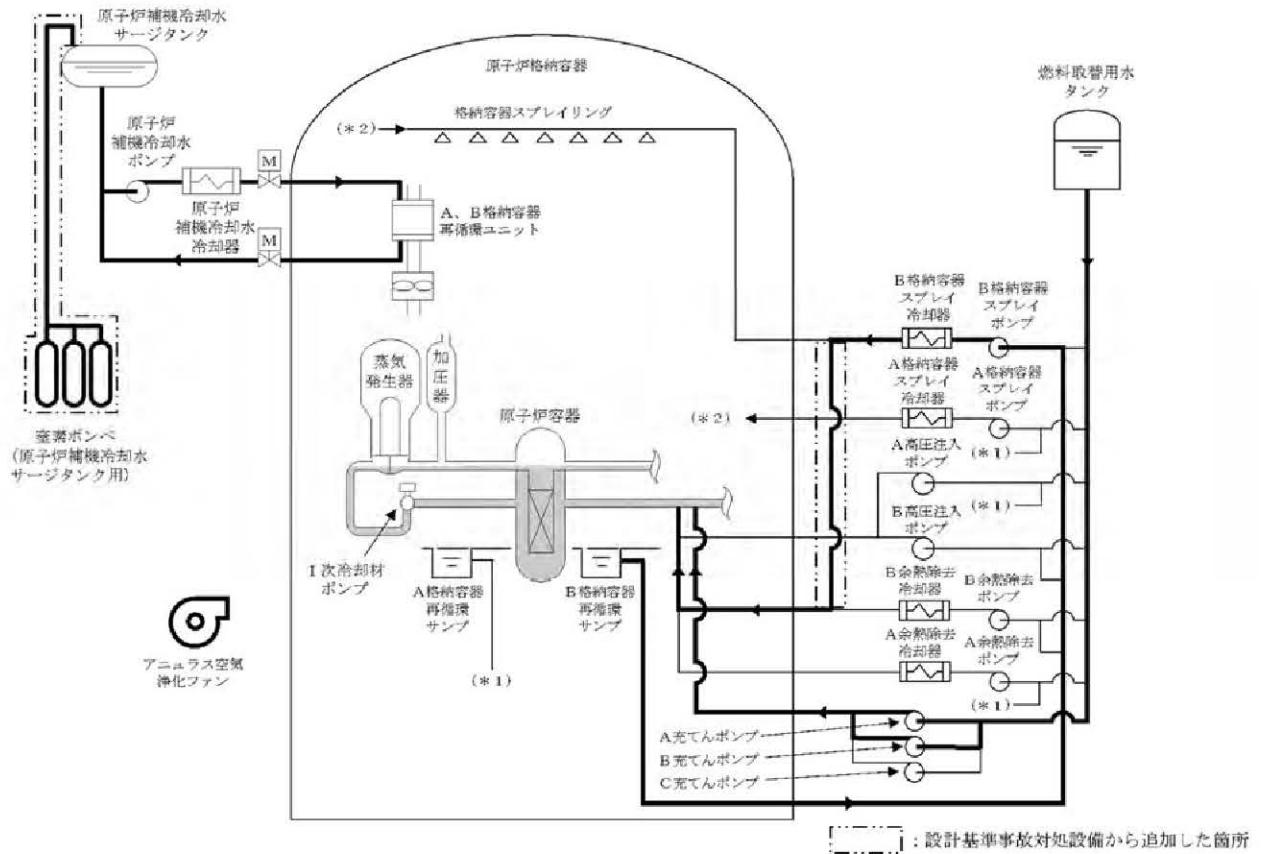 原子炉補機冷却水
サージタンク
原子炉格納容器
燃料取替用水
タンク
格納容器スプレイリング
(*2)
原子炉
補機冷却水
ポンプ
M
原子炉
補機冷却水
冷却器
M
A、B格納容器
再循環ユニット
B格納容器
スプレイ
冷却器
B格納容器
スプレイ
ポンプ
A格納容器
スプレイ
冷却器
A格納容器
スプレイ
ポンプ
(*2)
(*1)
蒸気
発生器
加圧器
原子炉容器
窒素ボンベ
(原子炉補機冷却水
サージタンク用)
A高圧注入
ポンプ
(*1)
B高圧注入
ポンプ
1次冷却材
ポンプ
A格納容器
再循環
サンプ
B格納容器
再循環
サンプ
(*1)
B余熱除去
冷却器
B余熱除去
ポンプ
A余熱除去
冷却器
A余熱除去
ポンプ
(*1)
アニュラス空気
浄化ファン
A充てんポンプ
B充てんポンプ
C充てんポンプ
:設計基準事故対処設備から追加した箇所